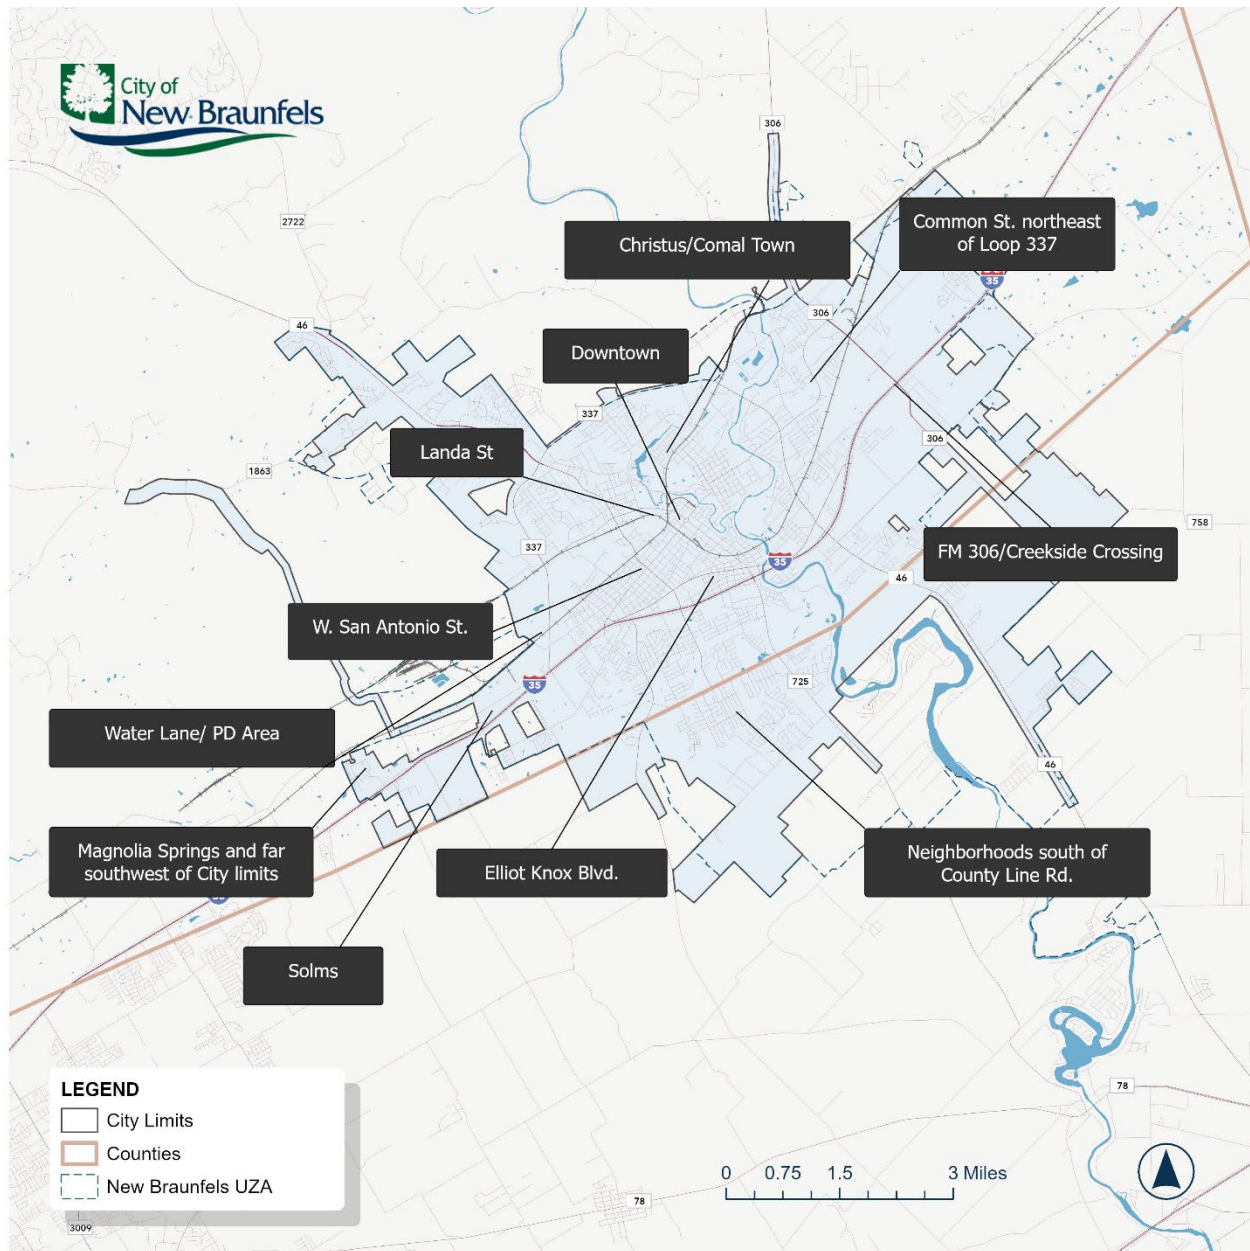 City of
New Braunfels
306
2722
Christus/Comal Town
Common St. northeast
of Loop 337
35
306
46
Downtown
337
306
Landa St
1863
758
337
FM 306/Creekside Crossing
35
46
W. San Antonio St.
35
725
Water Lane/ PD Area
46
Magnolia Springs and far
southwest of City limits
Elliot Knox Blvd.
Neighborhoods south of
County Line Rd.
Solms
LEGEND
City Limits
Counties
New Braunfels UZA
78
0 0.75 1.5 3 Miles
78
3009